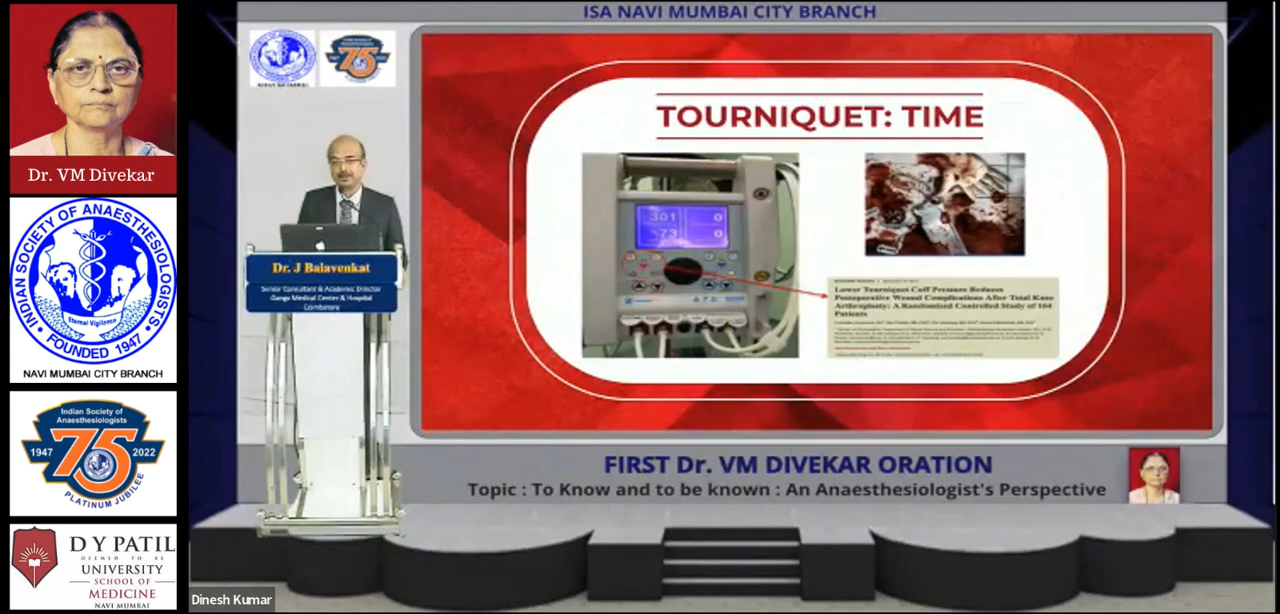 ISA NAVI MUMBAI CITY BRANCH
Dr. VM Divekar
INDIAN SOCIETY OF ANAESTHESIOLOGISTS
Eternal Vigilance
FOUNDED 1947
NAVI MUMBAI CITY BRANCH
Indian Society of
Anaesthesiologists
1947 75 2022
PLATINUM JUBILEE
D Y PATIL
DEEMED TO BE
UNIVERSITY
SCHOOL OF
MEDICINE
NAVI MUMBAI
75
Dr. J Balavenkat
Senior Consultant & Academic Director
Ganga Medical Center & Hospital
Coimbatore
TOURNIQUET: TIME
301 0
73 0
Lower Tourniquet Cuff Pressure Reduces
Postoperative Wound Complications After Total Knee
Arthroplasty: A Randomized Controlled Study of 164
Patients
FIRST Dr. VM DIVEKAR ORATION
Topic : To Know and to be known : An Anaesthesiologist's Perspective
Dinesh Kumar